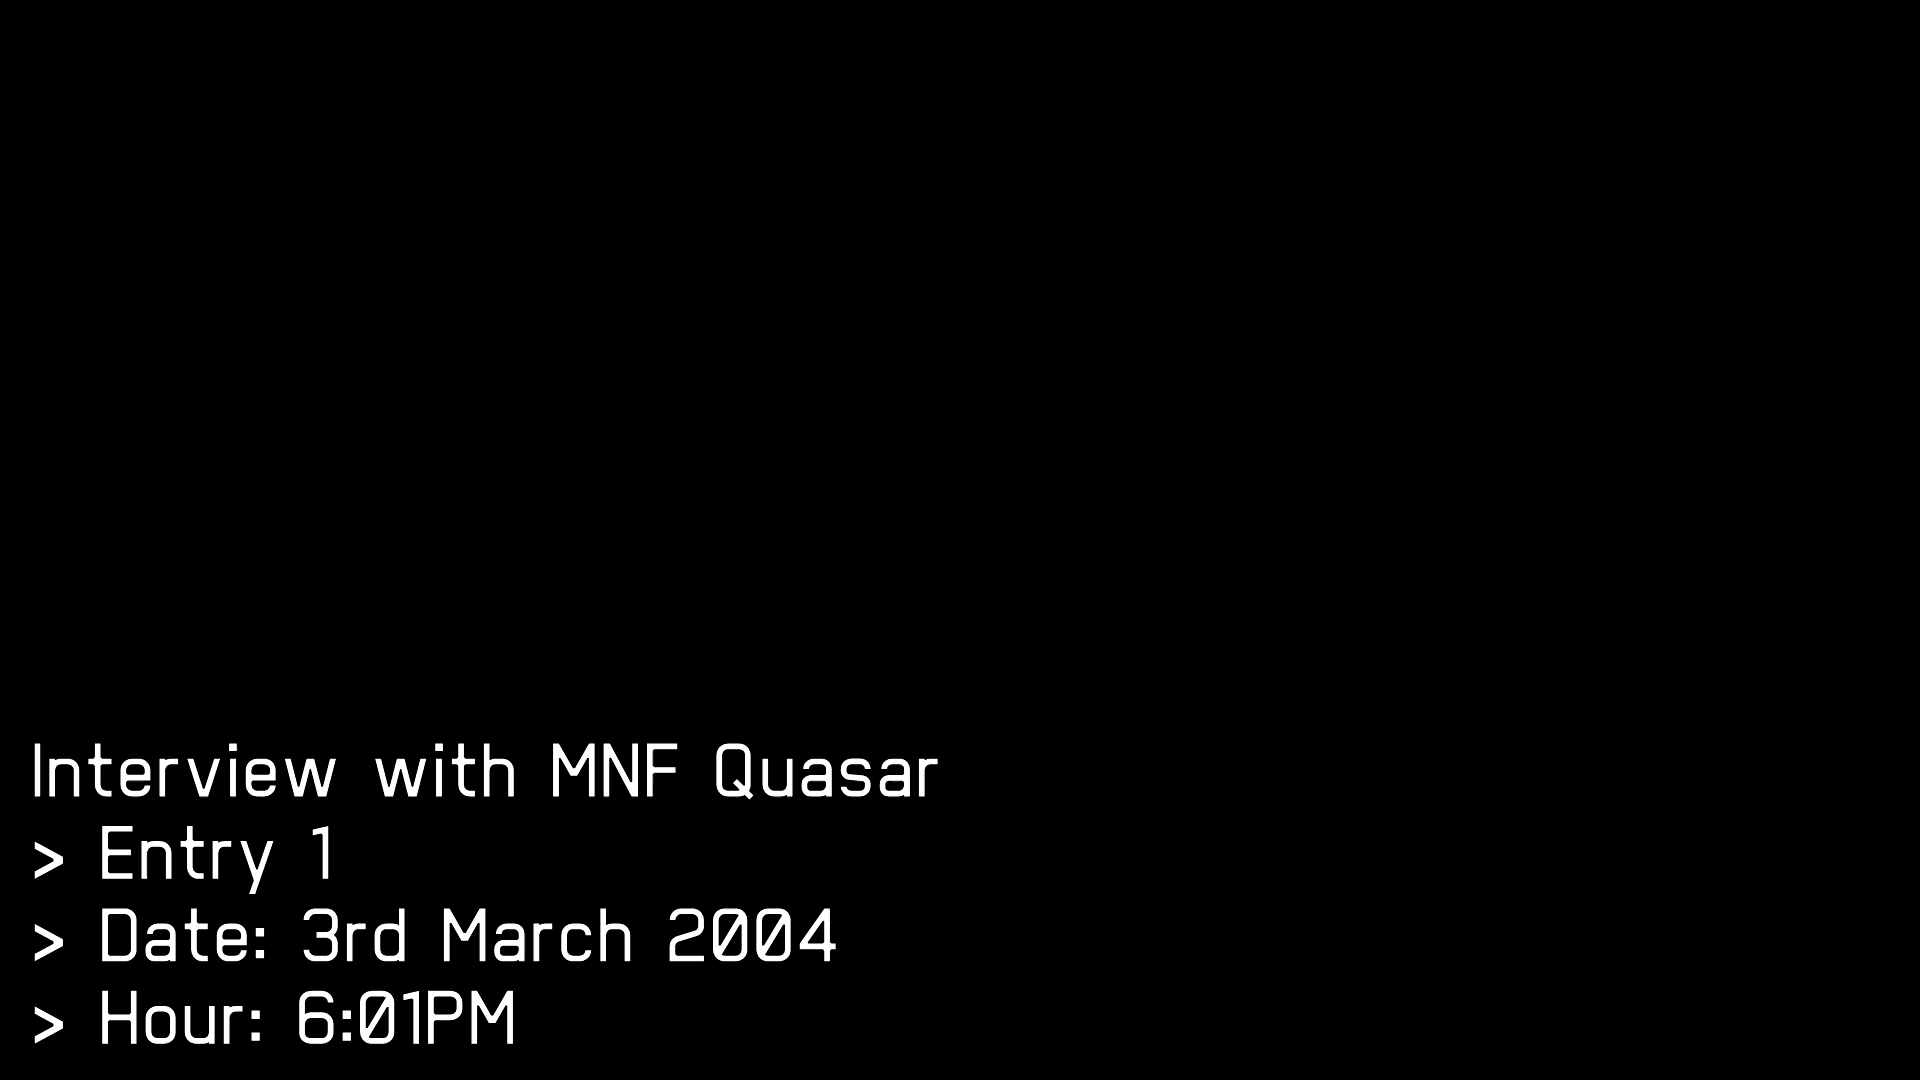 Interview with MNF Quasar
> Entry 1
> Date: 3rd March 2004
> Hour: 6:01PM